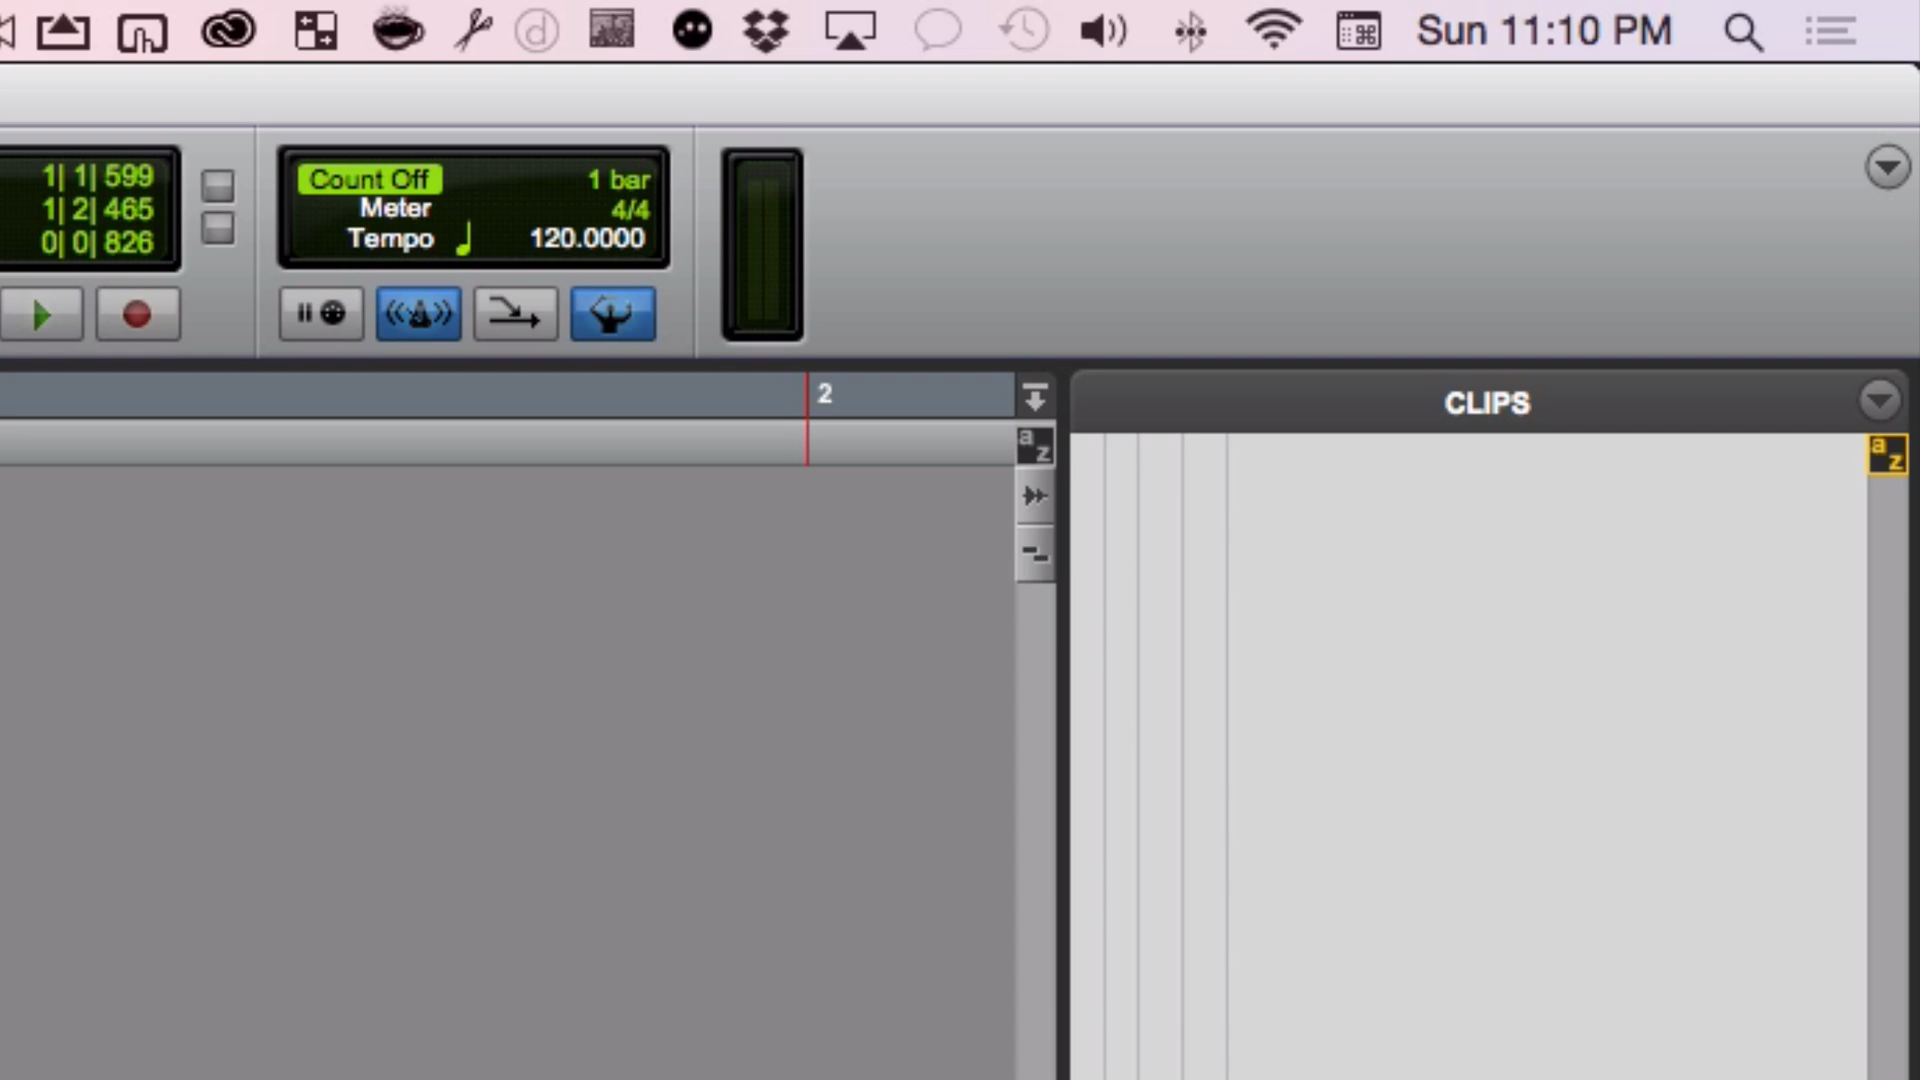 Sun 11:10 PM
1| 1| 599
1| 2| 465
0| 0| 826
Count Off 1 bar
Meter 4/4
Tempo 120.0000
2
CLIPS
a z
a z